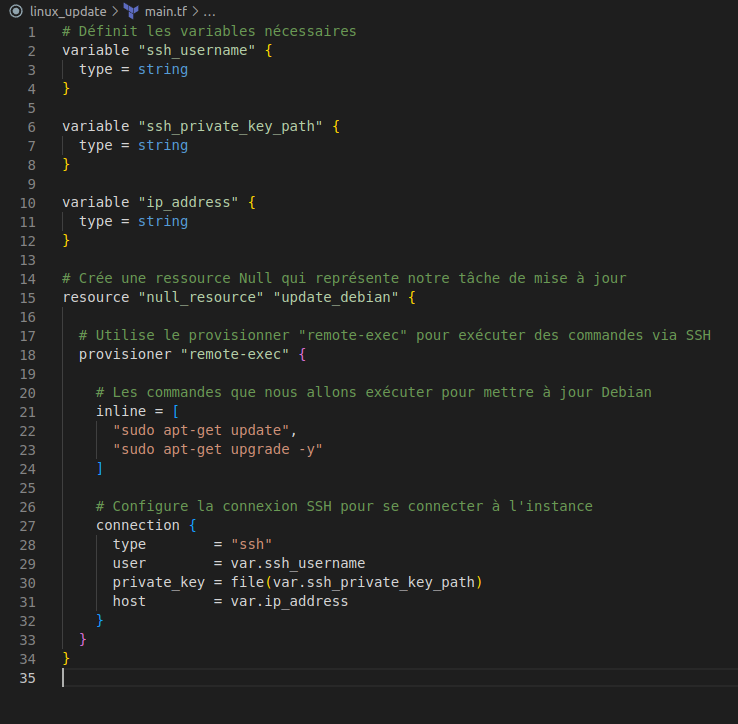 linux_update > main.tf > ...
1 # Définit les variables nécessaires
2 variable "ssh_username" {
3   type = string
4 }
5
6 variable "ssh_private_key_path" {
7   type = string
8 }
9
10 variable "ip_address" {
11   type = string
12 }
13
14 # Crée une ressource Null qui représente notre tâche de mise à jour
15 resource "null_resource" "update_debian" {
16
17   # Utilise le provisionner "remote-exec" pour exécuter des commandes via SSH
18   provisioner "remote-exec" {
19
20     # Les commandes que nous allons exécuter pour mettre à jour Debian
21     inline = [
22       "sudo apt-get update",
23       "sudo apt-get upgrade -y"
24     ]
25
26     # Configure la connexion SSH pour se connecter à l'instance
27     connection {
28       type        = "ssh"
29       user        = var.ssh_username
30       private_key = file(var.ssh_private_key_path)
31       host        = var.ip_address
32     }
33   }
34 }
35